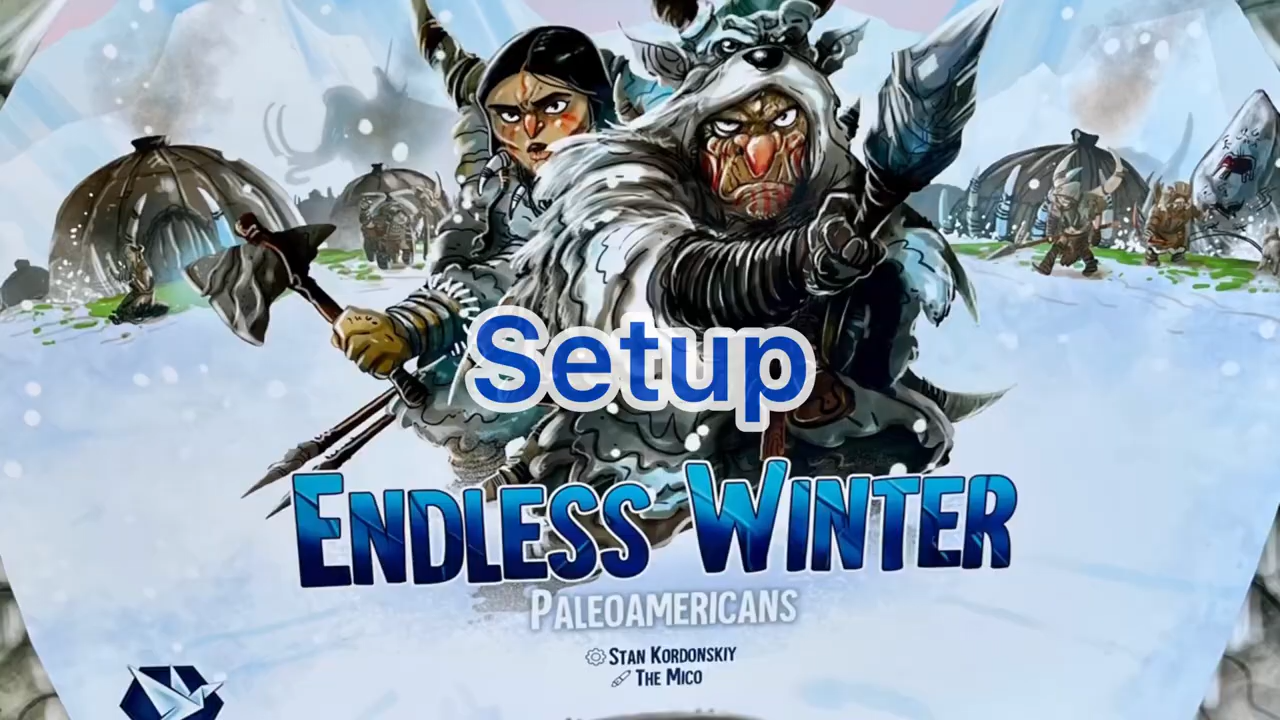 Setup
ENDLESS WINTER
PALEOAMERICANS
STAN KORDONSKIY
THE MICO